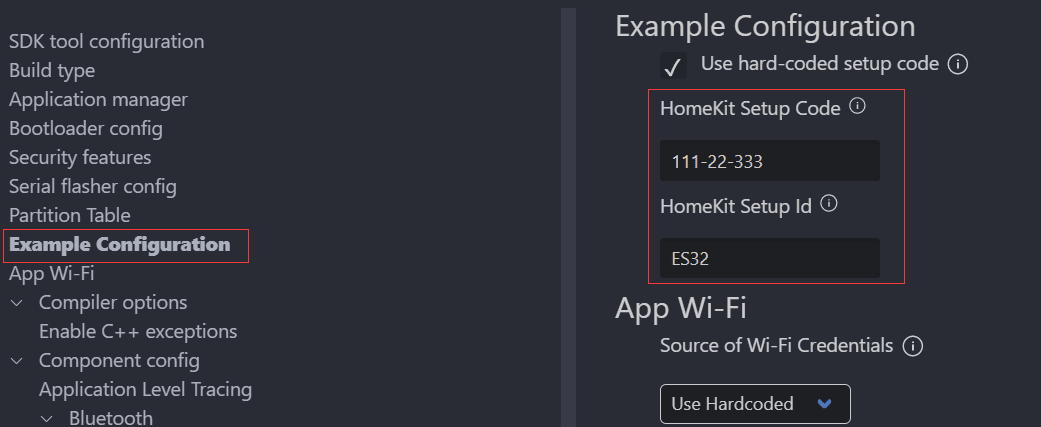 SDK tool configuration
Build type
Application manager
Bootloader config
Security features
Serial flasher config
Partition Table
Example Configuration
App Wi-Fi
Compiler options
Enable C++ exceptions
Component config
Application Level Tracing
Bluetooth
Example Configuration
Use hard-coded setup code
HomeKit Setup Code
111-22-333
HomeKit Setup Id
ES32
App Wi-Fi
Source of Wi-Fi Credentials
Use Hardcoded